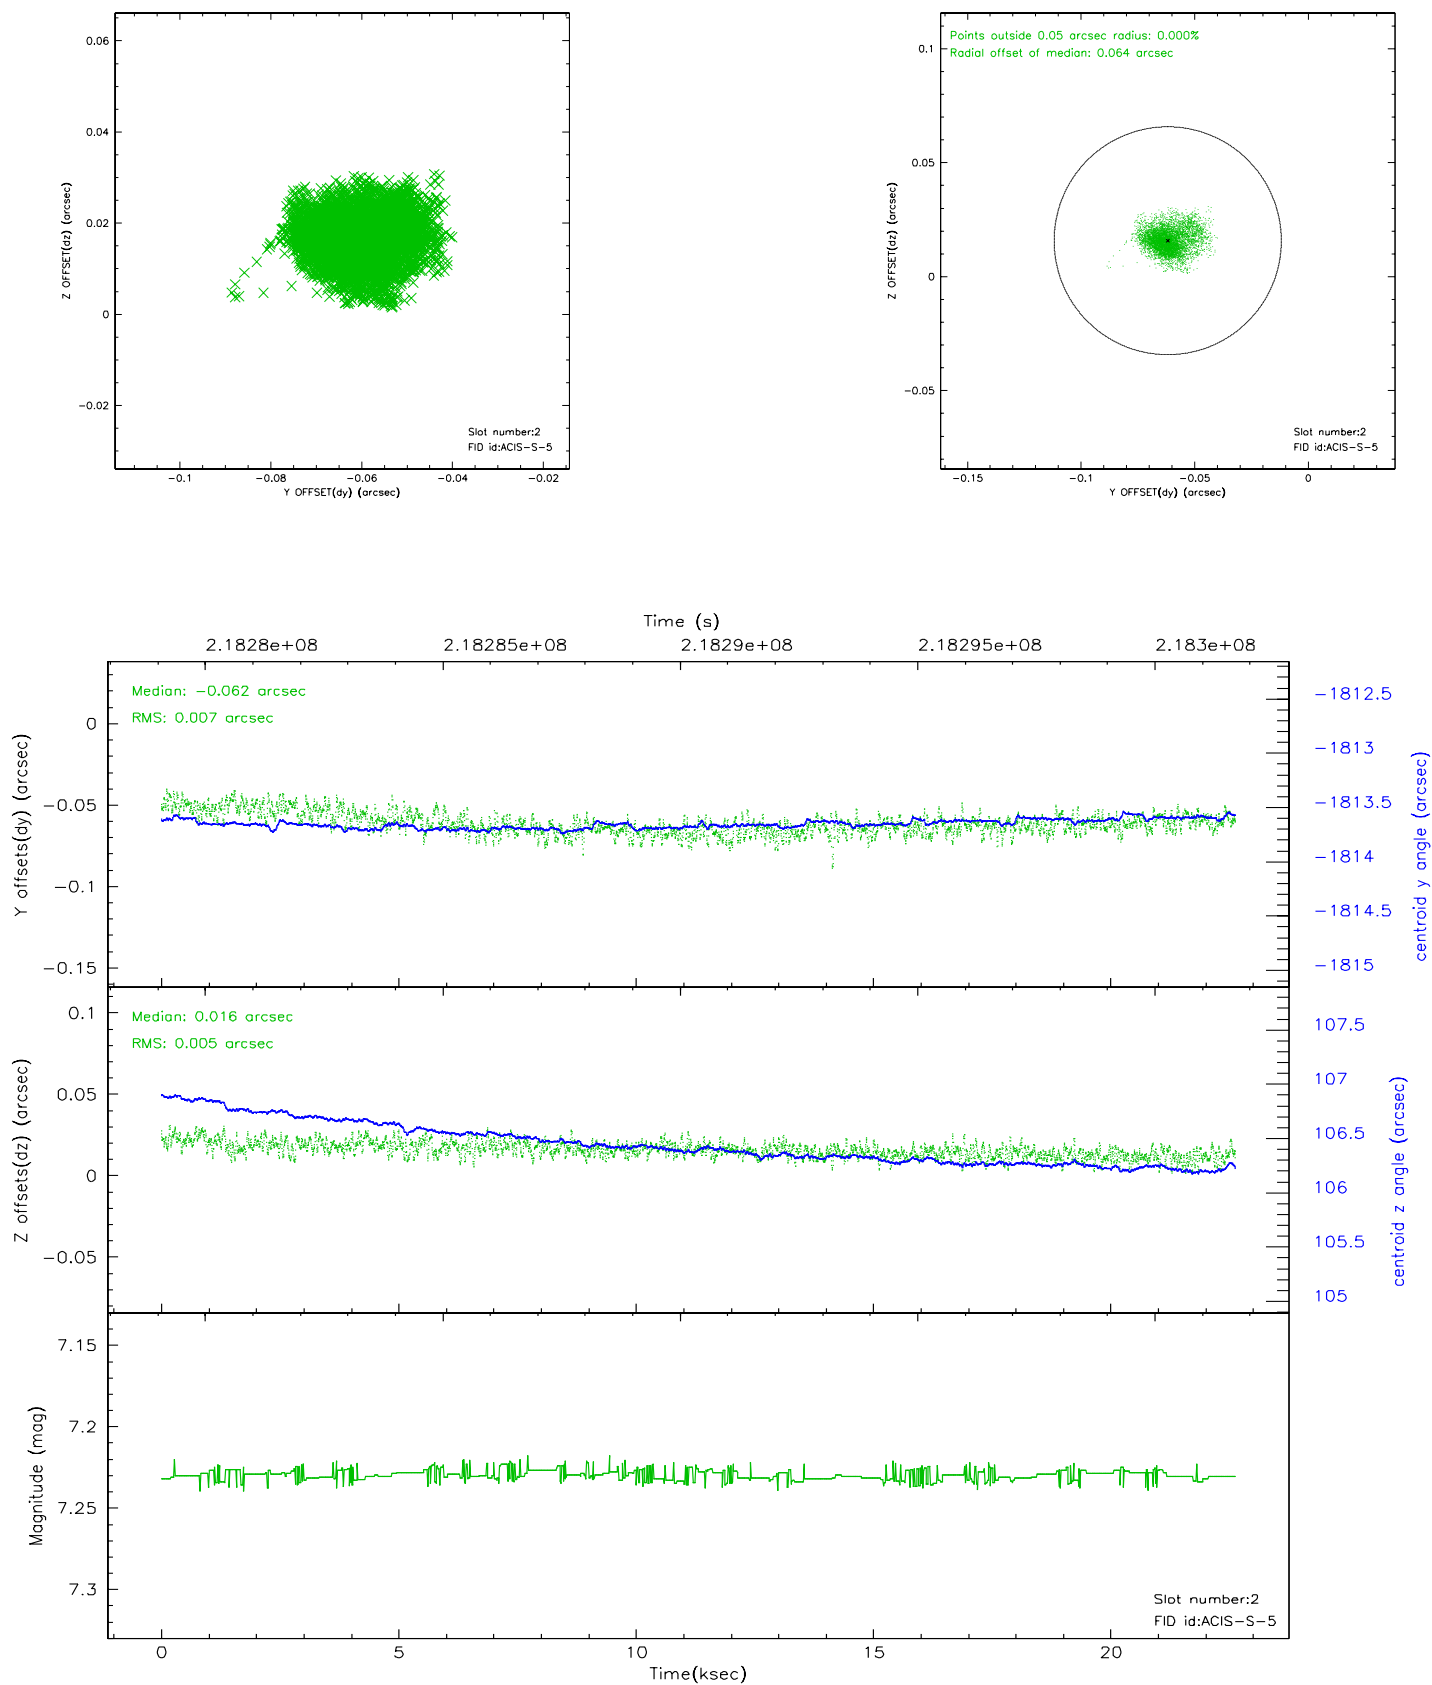 0.06
0.04
0.02
0
-0.02
Z OFFSET(dz) (arcsec)
Slot number:2
FID id:ACIS-S-5
-0.1 -0.08 -0.06 -0.04 -0.02
Y OFFSET(dy) (arcsec)
Points outside 0.05 arcsec radius: 0.000%
Radial offset of median: 0.064 arcsec
0.1
0.05
0
-0.05
Z OFFSET(dz) (arcsec)
Slot number:2
FID id:ACIS-S-5
-0.15 -0.1 -0.05 0
Y OFFSET(dy) (arcsec)
Time (s)
2.1828e+08 2.18285e+08 2.1829e+08 2.18295e+08 2.183e+08
Median: -0.062 arcsec
RMS: 0.007 arcsec
0
-0.05
-0.1
-0.15
Y offsets(dy) (arcsec)
-1812.5
-1813
-1813.5
-1814
-1814.5
-1815
centroid y angle (arcsec)
Median: 0.016 arcsec
RMS: 0.005 arcsec
0.1
0.05
0
-0.05
Z offsets(dz) (arcsec)
107.5
107
106.5
106
105.5
105
centroid z angle (arcsec)
7.15
7.2
7.25
7.3
Magnitude (mag)
Slot number:2
FID id:ACIS-S-5
0 5 10 15 20
Time(ksec)